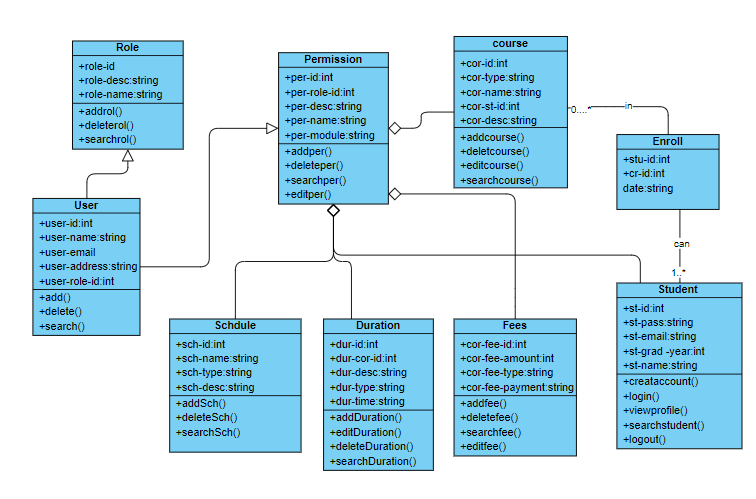 Role
+role-id
+role-desc:string
+role-name:string
+addrol()
+deleterol()
+searchrol()
Permission
+per-id:int
+per-role-id:int
+per-desc:string
+per-name:string
+per-module:string
+addper()
+deleteper()
+searchper()
+editper()
course
+cor-id:int
+cor-type:string
+cor-name:string
+cor-st-id:int
+cor-desc:string
+addcourse()
+deletcourse()
+editcourse()
+searchcourse()
0....*
in
Enroll
+stu-id:int
+cr-id:int
date:string
can
1..*
User
+user-id:int
+user-name:string
+user-email
+user-address:string
+user-role-id:int
+add()
+delete()
+search()
Schdule
+sch-id:int
+sch-name:string
+sch-type:string
+sch-desc:string
+addSch()
+deleteSch()
+searchSch()
Duration
+dur-id:int
+dur-cor-id:int
+dur-desc:string
+dur-type:string
+dur-time:string
+addDuration()
+editDuration()
+deleteDuration()
+searchDuration()
Fees
+cor-fee-id:int
+cor-fee-amount:int
+cor-fee-type:string
+cor-fee-payment:string
+addfee()
+deletefee()
+searchfee()
+editfee()
Student
+st-id:int
+st-pass:string
+st-email:string
+st-grad -year:int
+st-name:string
+creataccount()
+login()
+viewprofile()
+searchstudent()
+logout()